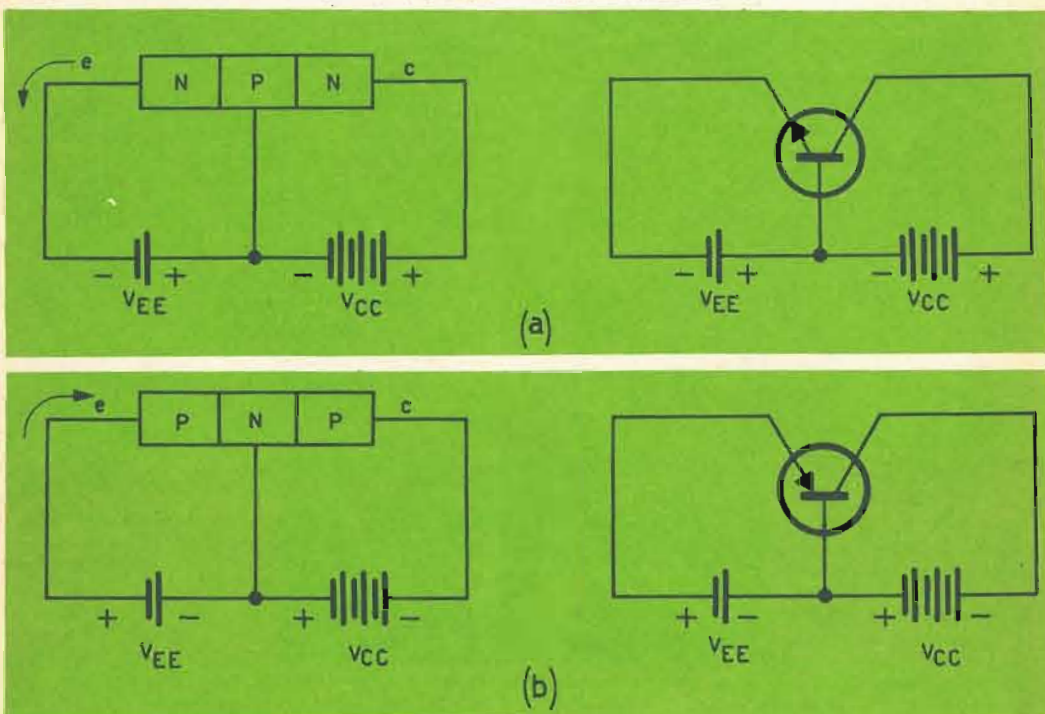 e N P N c
- + - +
VEE VCC
- + - +
VEE VCC
(a)
e P N P c
+ - + -
VEE VCC
+ - + -
VEE VCC
(b)